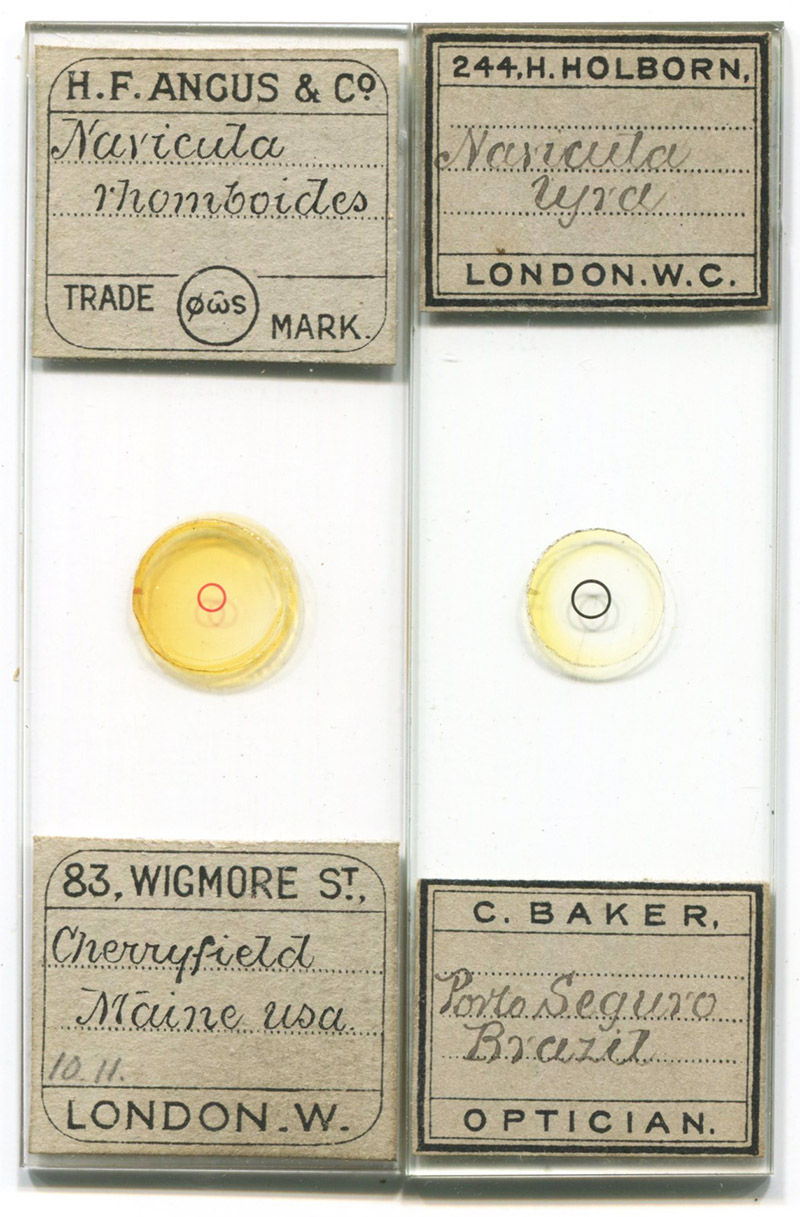 H.F. ANGUS & Cº
Navicula
rhomboides
TRADE
φω̄s
MARK.
83, WIGMORE ST.,
Cherryfield
Maine usa.
10.11.
LONDON.W.
244, H. HOLBORN,
Navicula
lyra
LONDON.W.C.
C. BAKER,
Porto Seguro
Brazil
OPTICIAN.